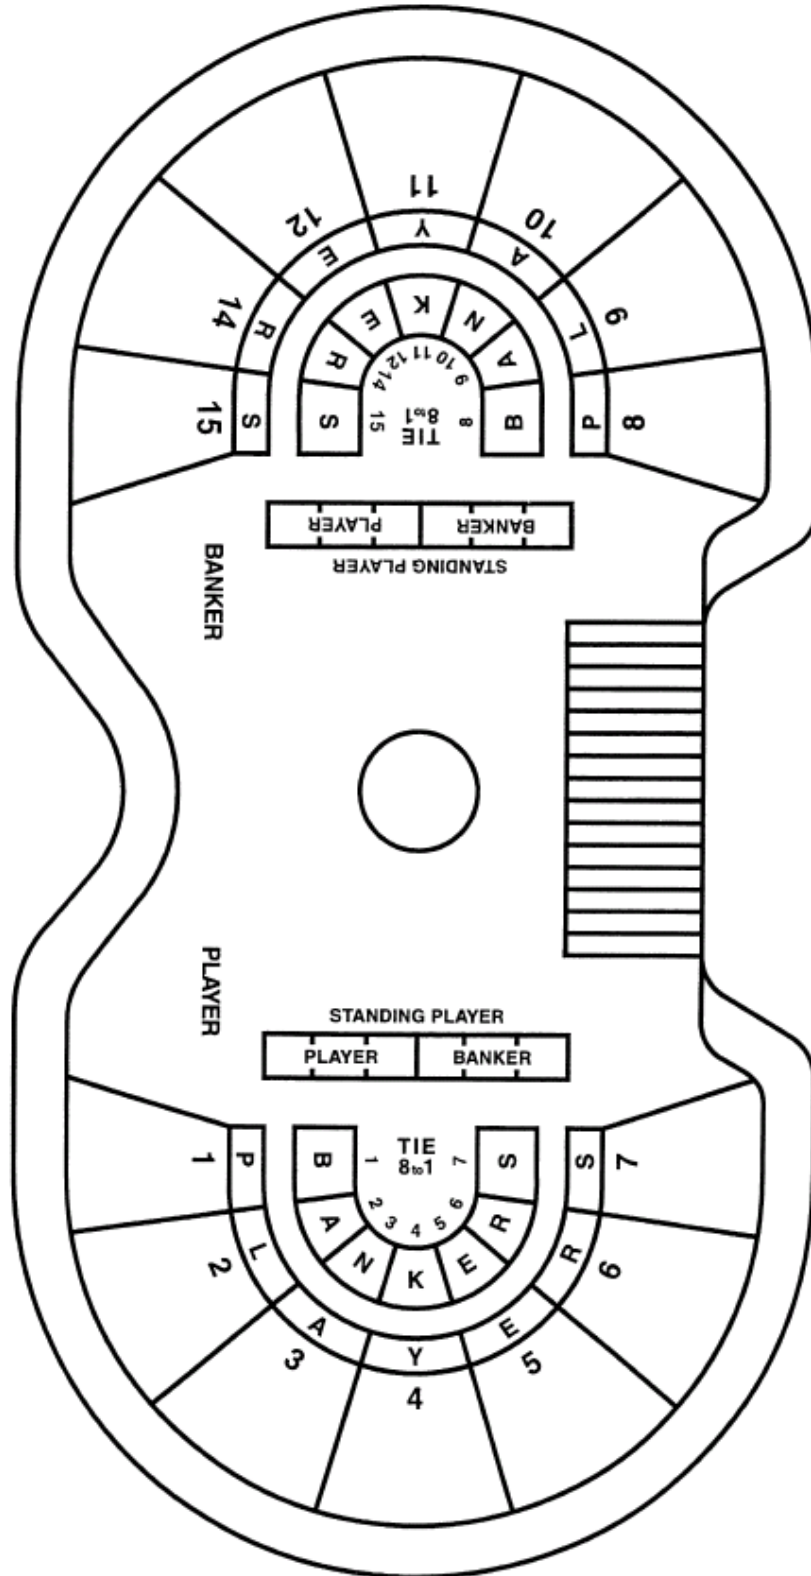 11
12
10
14
9
15
8
P L A Y E R S
B A N K E R S
8 9 10 11 12 14 15
TIE
8 to 1
PLAYER
BANKER
STANDING PLAYER
BANKER
PLAYER
STANDING PLAYER
PLAYER
BANKER
TIE
8 to 1
1 2 3 4 5 6 7
B A N K E R S
P L A Y E R S
1
2
3
4
5
6
7